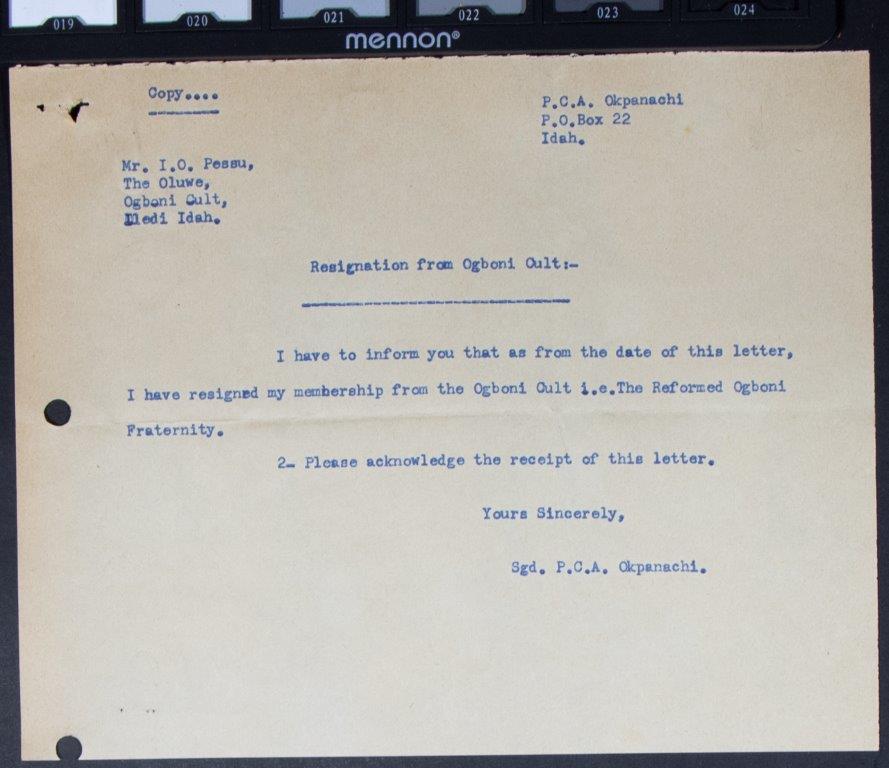 019 020 021 022 023 024
mennon®
Copy....
P.C.A. Okpanachi
P.O.Box 22
Idah.
Mr. I.O. Pessu,
The Oluwe,
Ogboni Cult,
Iledi Idah.
Resignation from Ogboni Cult:-
I have to inform you that as from the date of this letter,
I have resigned my membership from the Ogboni Cult i.e.The Reformed Ogboni
Fraternity.
2- Please acknowledge the receipt of this letter.
Yours Sincerely,
Sgd. P.C.A. Okpanachi.